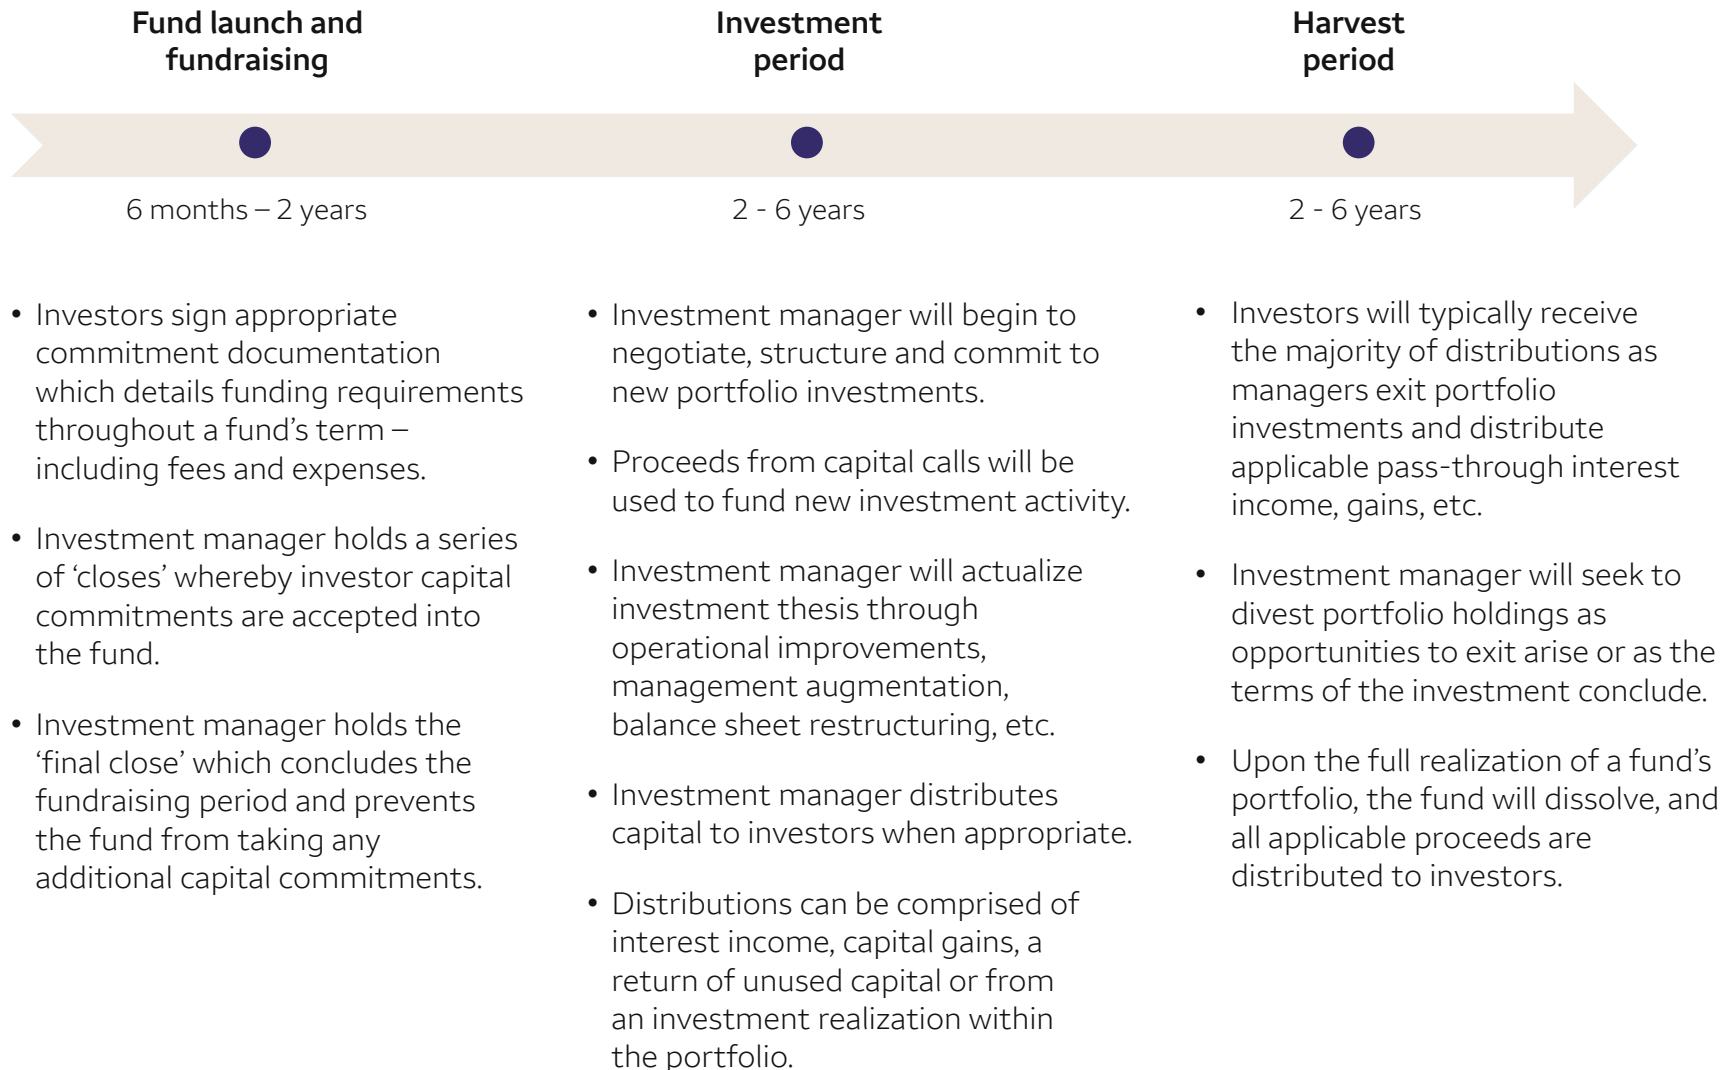 Fund launch and
fundraising
Investment
period
Harvest
period
6 months – 2 years
2 - 6 years
2 - 6 years
• Investors sign appropriate
commitment documentation
which details funding requirements
throughout a fund’s term –
including fees and expenses.
• Investment manager holds a series
of ‘closes’ whereby investor capital
commitments are accepted into
the fund.
• Investment manager holds the
‘final close’ which concludes the
fundraising period and prevents
the fund from taking any
additional capital commitments.
• Investment manager will begin to
negotiate, structure and commit to
new portfolio investments.
• Proceeds from capital calls will be
used to fund new investment activity.
• Investment manager will actualize
investment thesis through
operational improvements,
management augmentation,
balance sheet restructuring, etc.
• Investment manager distributes
capital to investors when appropriate.
• Distributions can be comprised of
interest income, capital gains, a
return of unused capital or from
an investment realization within
the portfolio.
• Investors will typically receive
the majority of distributions as
managers exit portfolio
investments and distribute
applicable pass-through interest
income, gains, etc.
• Investment manager will seek to
divest portfolio holdings as
opportunities to exit arise or as the
terms of the investment conclude.
• Upon the full realization of a fund’s
portfolio, the fund will dissolve, and
all applicable proceeds are
distributed to investors.